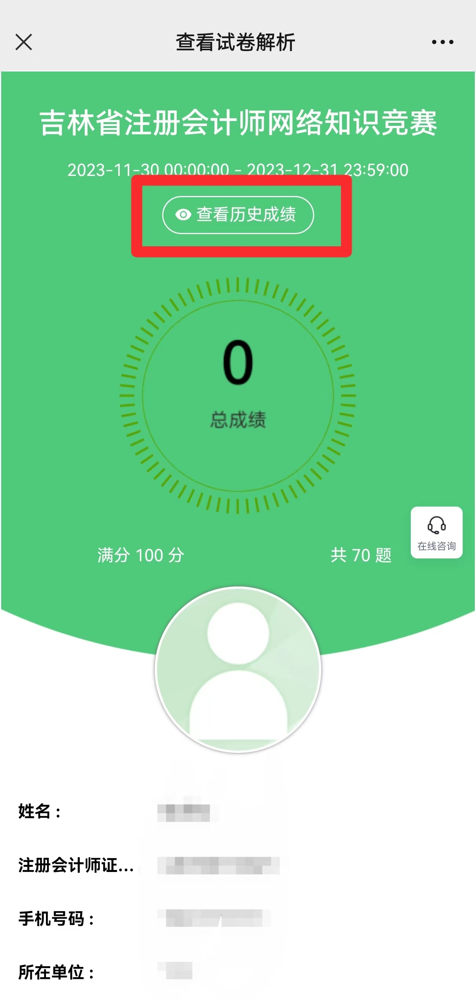 查看试卷解析
吉林省注册会计师网络知识竞赛
2023-11-30 00:00:00 - 2023-12-31 23:59:00
查看历史成绩
0
总成绩
在线咨询
满分 100 分 共 70 题
姓名：
注册会计师证...
手机号码：
所在单位：